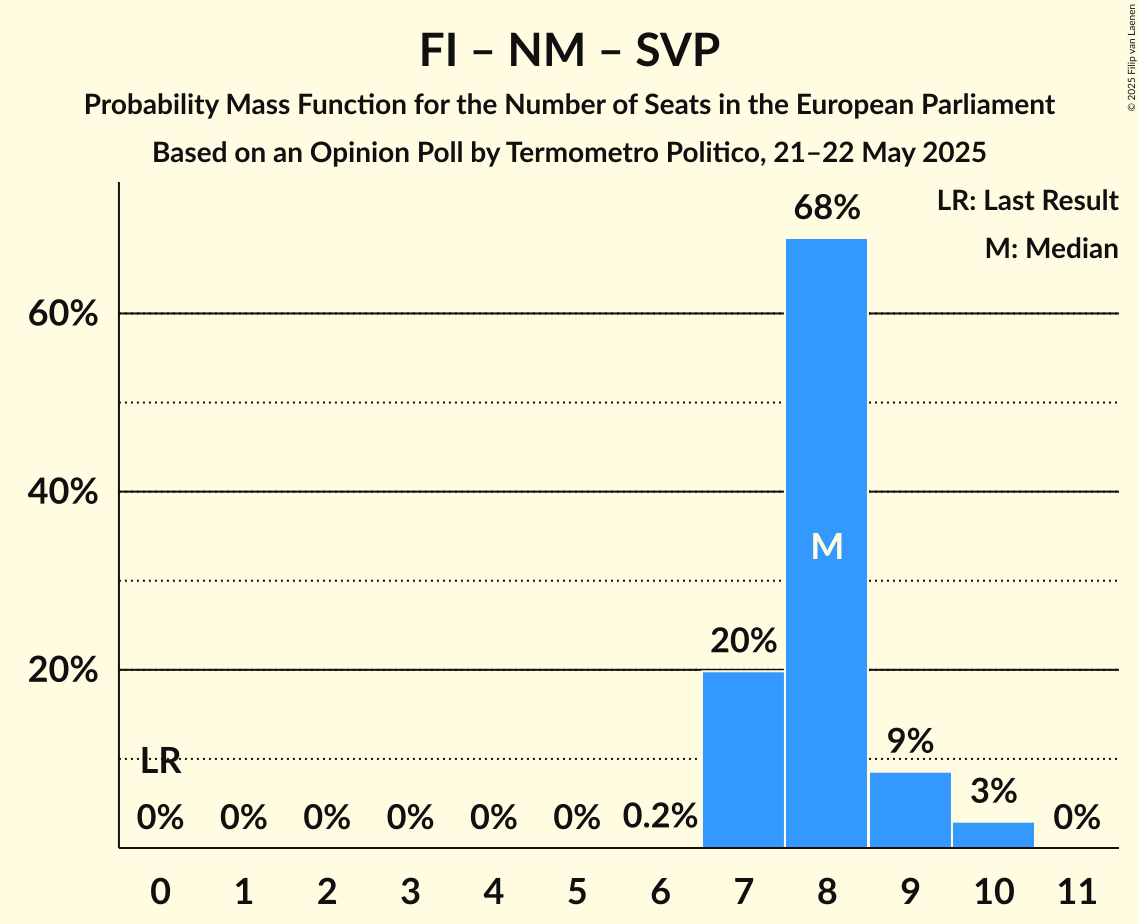 FI – NM – SVP
Probability Mass Function for the Number of Seats in the European Parliament
Based on an Opinion Poll by Termometro Politico, 21–22 May 2025
© 2025 Filip van Laenen
LR: Last Result
M: Median
68%
60%
40%
M
20%
20%
LR
9%
3%
0% 0% 0% 0% 0% 0% 0.2% 0%
0 1 2 3 4 5 6 7 8 9 10 11